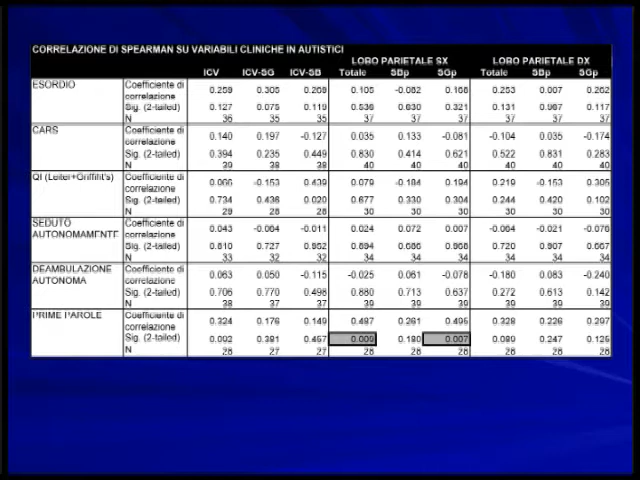 CORRELAZIONE DI SPEARMAN SU VARIABILI CLINICHE IN AUTISTICI
LOBO PARIETALE SX LOBO PARIETALE DX
ICV ICV-SG ICV-SB Totale SBp SGp Totale SBp SGp
ESORDIO Coefficiente di correlazione 0.259 0.305 0.269 0.105 -0.082 0.168 0.253 0.007 0.262
Sig. (2-tailed) 0.127 0.075 0.119 0.536 0.630 0.321 0.131 0.967 0.117
N 36 35 35 37 37 37 37 37 37
CARS Coefficiente di correlazione 0.140 0.197 -0.127 0.035 0.133 -0.081 -0.104 0.035 -0.174
Sig. (2-tailed) 0.394 0.235 0.449 0.830 0.414 0.621 0.522 0.831 0.283
N 39 38 38 40 40 40 40 40 40
QI (Leiter+Griffiht's) Coefficiente di correlazione 0.066 -0.153 0.439 0.079 -0.184 0.194 0.219 -0.153 0.305
Sig. (2-tailed) 0.734 0.436 0.020 0.677 0.330 0.304 0.244 0.420 0.102
N 29 28 28 30 30 30 30 30 30
SEDUTO AUTONOMAMENTE Coefficiente di correlazione 0.043 -0.064 -0.011 0.024 0.072 0.007 -0.064 -0.021 -0.076
Sig. (2-tailed) 0.810 0.727 0.952 0.894 0.686 0.968 0.720 0.907 0.667
N 33 32 32 34 34 34 34 34 34
DEAMBULAZIONE AUTONOMA Coefficiente di correlazione 0.063 0.050 -0.115 -0.025 0.061 -0.078 -0.180 0.083 -0.240
Sig. (2-tailed) 0.706 0.770 0.498 0.880 0.713 0.637 0.272 0.613 0.142
N 38 37 37 39 39 39 39 39 39
PRIME PAROLE Coefficiente di correlazione 0.324 0.176 0.149 0.487 0.261 0.495 0.328 0.226 0.297
Sig. (2-tailed) 0.092 0.381 0.457 0.009 0.180 0.007 0.089 0.247 0.125
N 28 27 27 28 28 28 28 28 28